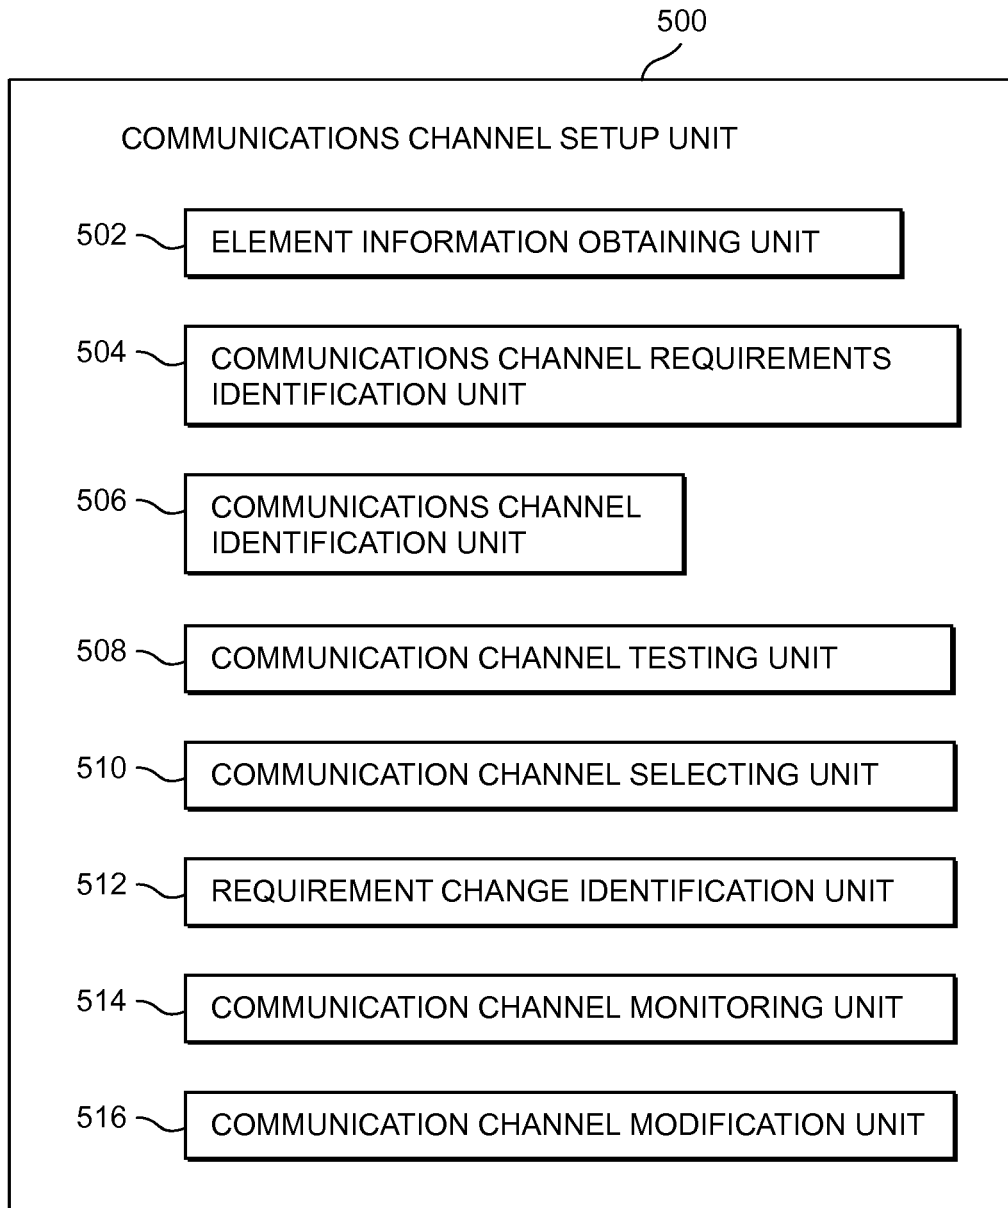 500
COMMUNICATIONS CHANNEL SETUP UNIT
502 ELEMENT INFORMATION OBTAINING UNIT
504 COMMUNICATIONS CHANNEL REQUIREMENTS
IDENTIFICATION UNIT
506 COMMUNICATIONS CHANNEL
IDENTIFICATION UNIT
508 COMMUNICATION CHANNEL TESTING UNIT
510 COMMUNICATION CHANNEL SELECTING UNIT
512 REQUIREMENT CHANGE IDENTIFICATION UNIT
514 COMMUNICATION CHANNEL MONITORING UNIT
516 COMMUNICATION CHANNEL MODIFICATION UNIT